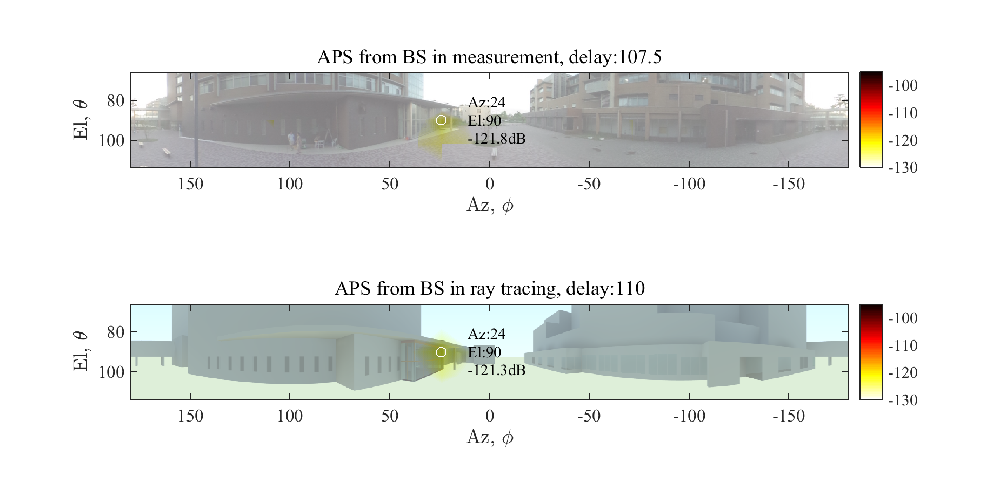 APS from BS in measurement, delay:107.5
El, θ
80
100
Az:24
El:90
-121.8dB
-100
-110
-120
-130
150 100 50 0 -50 -100 -150
Az, ϕ
APS from BS in ray tracing, delay:110
El, θ
80
100
Az:24
El:90
-121.3dB
-100
-110
-120
-130
150 100 50 0 -50 -100 -150
Az, ϕ